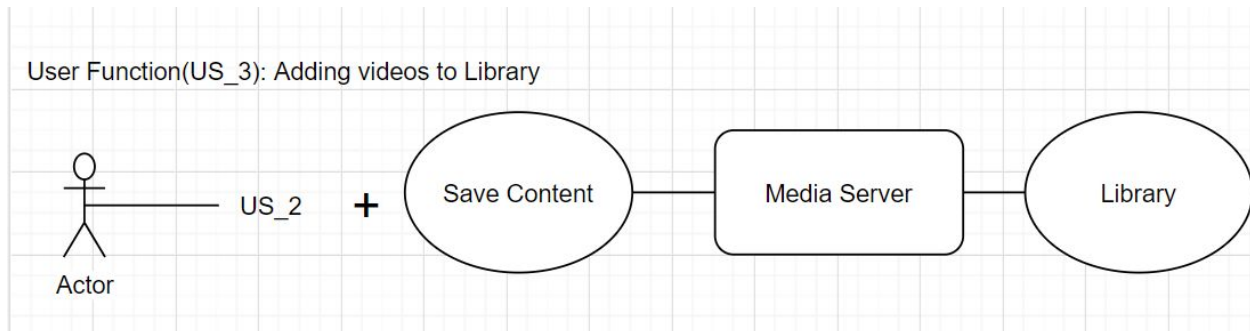 User Function(US_3): Adding videos to Library
US_2 + Save Content Media Server Library
Actor